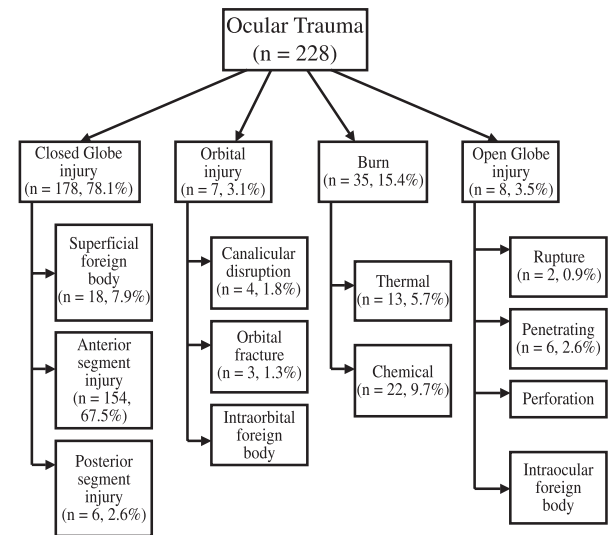 Ocular Trauma
(n = 228)
Closed Globe
injury
(n = 178, 78.1%)
Superficial
foreign
body
(n = 18, 7.9%)
Anterior
segment
injury
(n = 154,
67.5%)
Posterior
segment
injury
(n = 6, 2.6%)
Orbital
injury
(n = 7, 3.1%)
Canalicular
disruption
(n = 4, 1.8%)
Orbital
fracture
(n = 3, 1.3%)
Intraorbital
foreign
body
Burn
(n = 35, 15.4%)
Thermal
(n = 13, 5.7%)
Chemical
(n = 22, 9.7%)
Open Globe
injury
(n = 8, 3.5%)
Rupture
(n = 2, 0.9%)
Penetrating
(n = 6, 2.6%)
Perforation
Intraocular
foreign
body